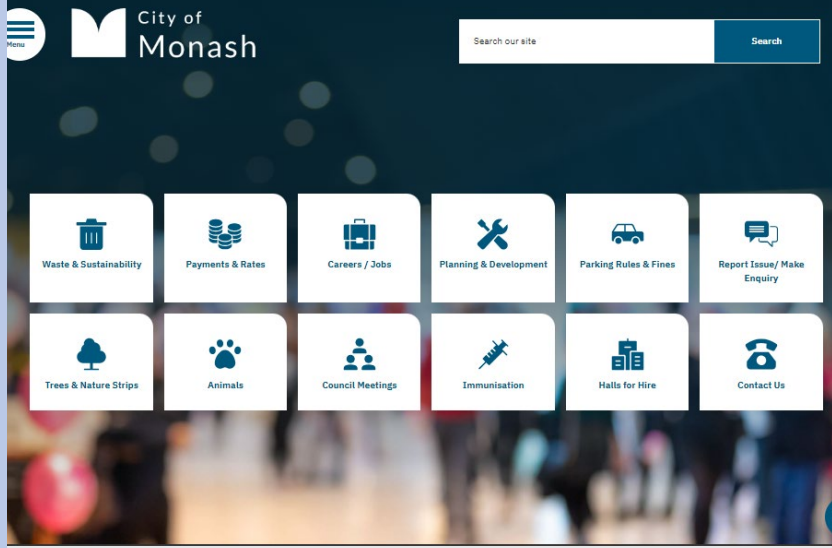 Menu
City of
Monash
Search our site
Search
Waste & Sustainability
Payments & Rates
Careers / Jobs
Planning & Development
Parking Rules & Fines
Report Issue/ Make
Enquiry
Trees & Nature Strips
Animals
Council Meetings
Immunisation
Halls for Hire
Contact Us